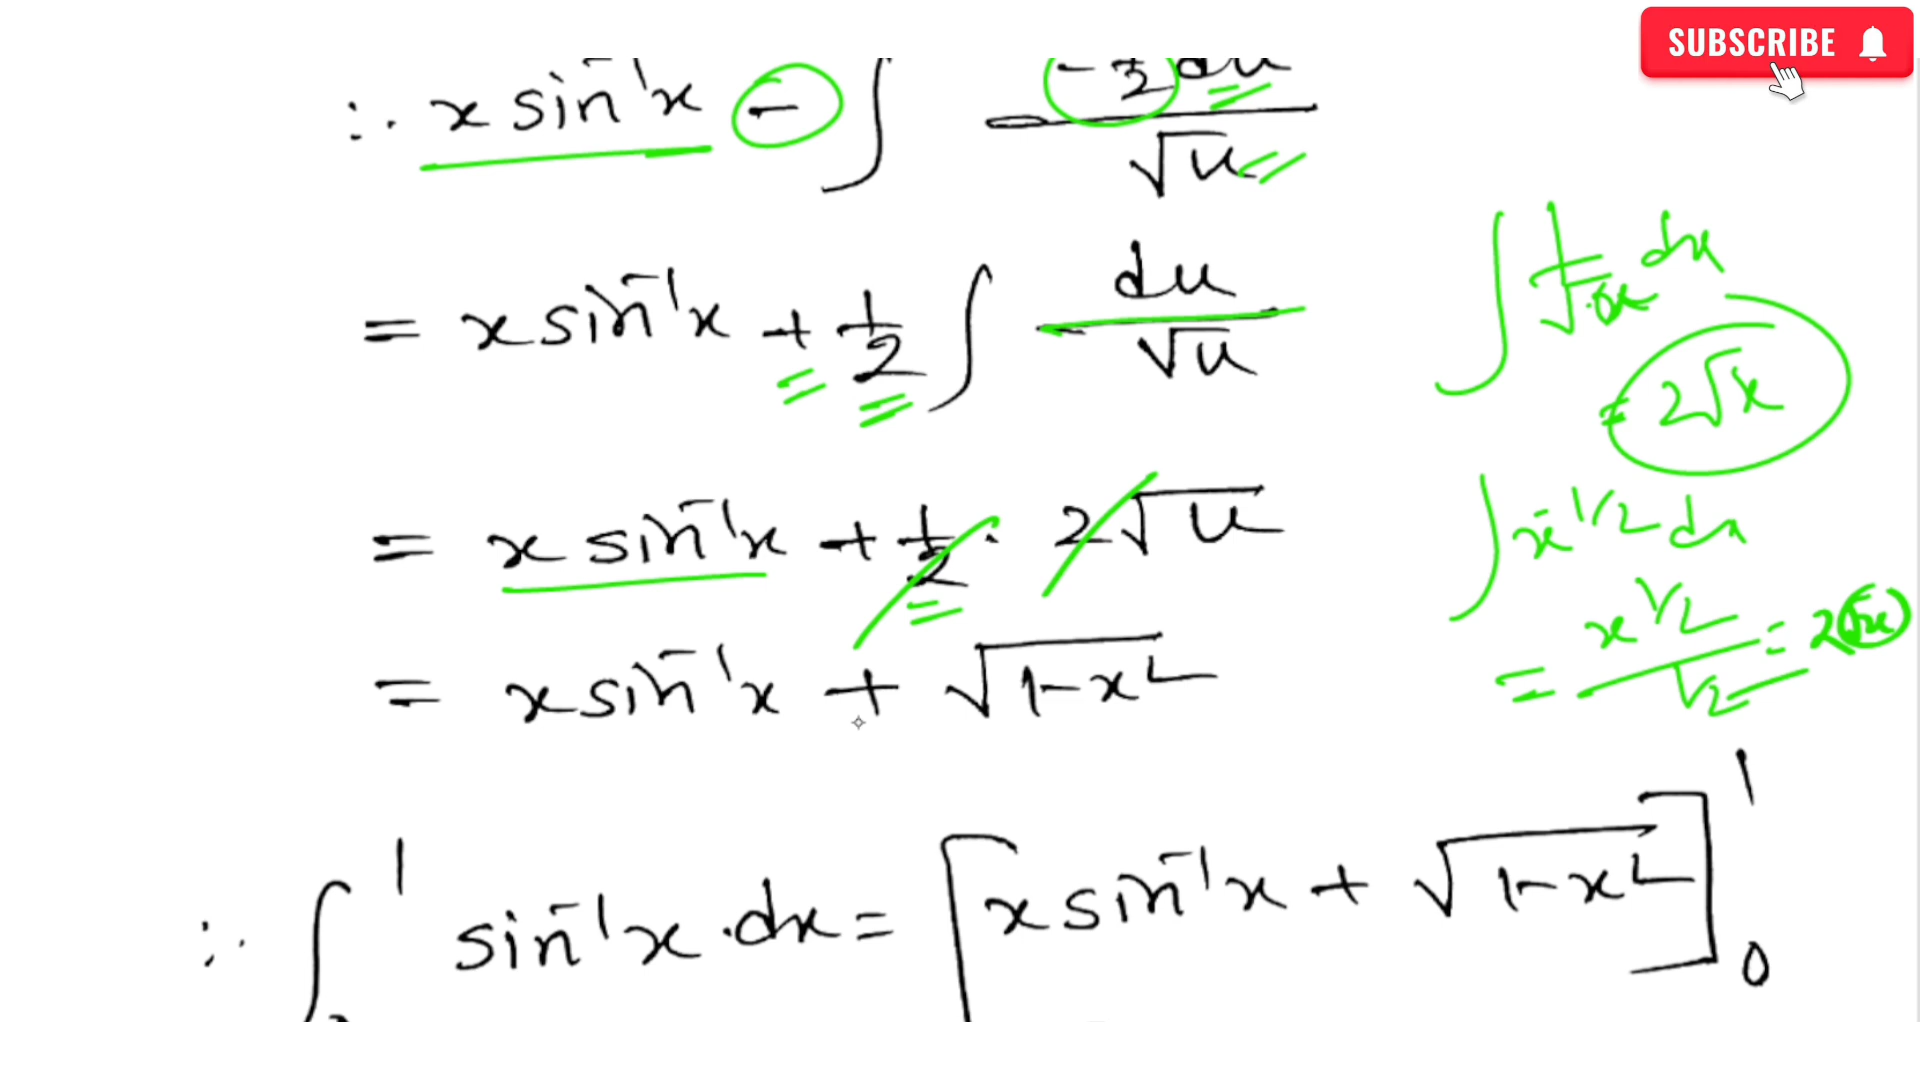 SUBSCRIBE
∴ x sin⁻¹x - ∫ -½ du / √u
= x sin⁻¹x + ½ ∫ du / √u
∫ 1/√x dx
= 2√x
= x sin⁻¹x + ½ · 2√u
∫ x⁻¹/² dx
= x^1/2 / 1/2 = 2√x
= x sin⁻¹x + √1-x²
∴ ∫₀¹ sin⁻¹x · dx = [x sin⁻¹x + √1-x²]₀¹